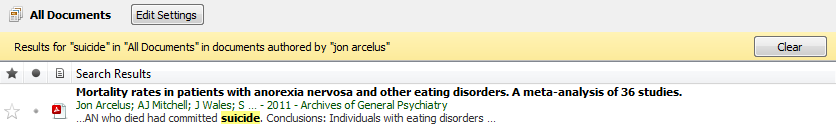 All Documents Edit Settings
Results for "suicide" in "All Documents" in documents authored by "jon arcelus" Clear
Search Results
Mortality rates in patients with anorexia nervosa and other eating disorders. A meta-analysis of 36 studies.
Jon Arcelus; AJ Mitchell; J Wales; S ... - 2011 - Archives of General Psychiatry
...AN who died had committed suicide. Conclusions: Individuals with eating disorders ...